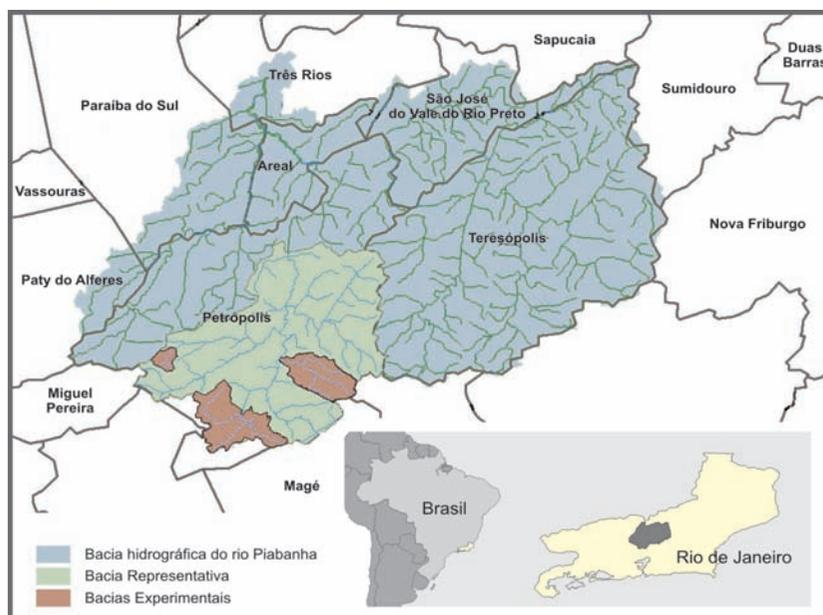 Sapucaia
Duas
Barras
Três Rios
Paraíba do Sul
São José
do Vale do Rio Preto
Sumidouro
Areal
Vassouras
Nova Friburgo
Teresópolis
Paty do Alferes
Petrópolis
Miguel
Pereira
Magé
Brasil
Rio de Janeiro
Bacia hidrográfica do rio Piabanha
Bacia Representativa
Bacias Experimentais